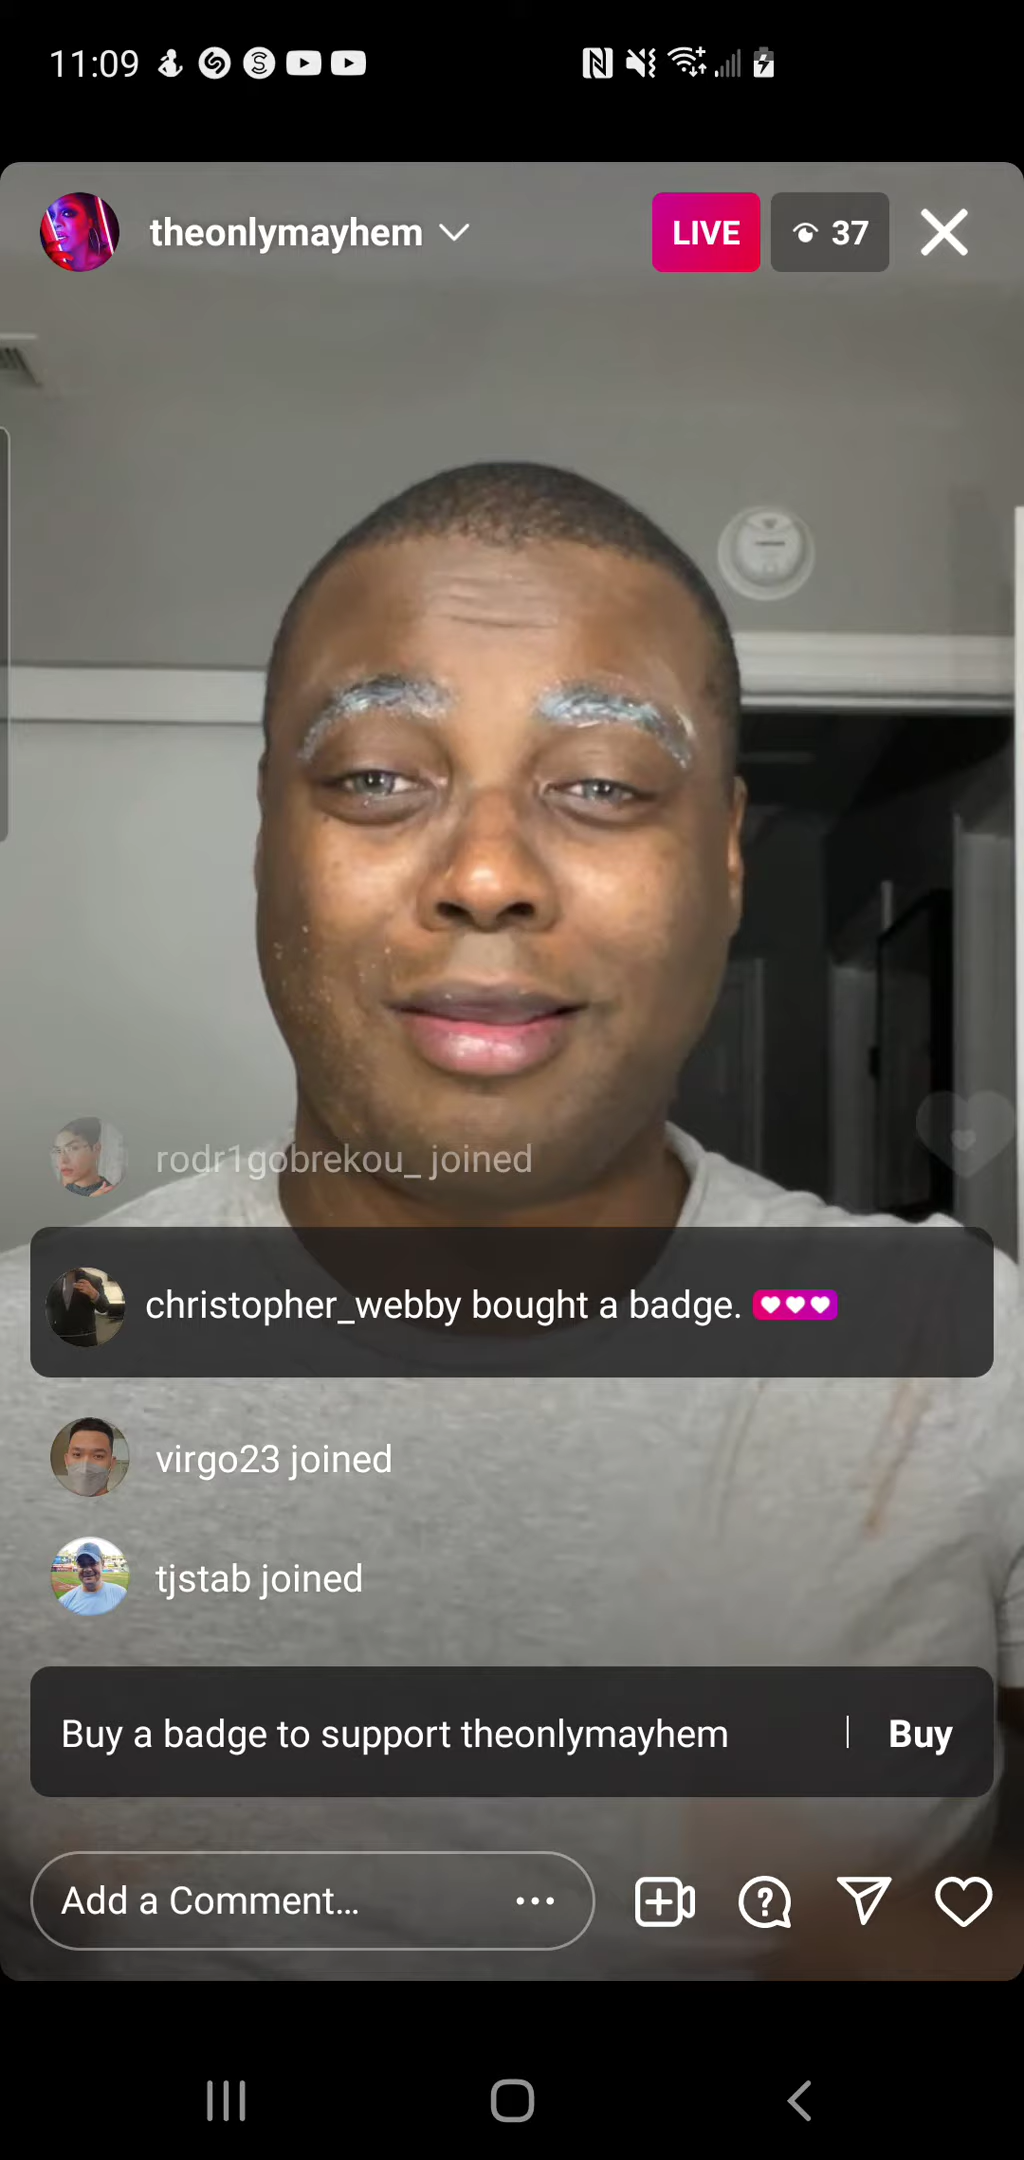 11:09
theonlymayhem
LIVE
37
rodr1gobrekou_ joined
christopher_webby bought a badge.
virgo23 joined
tjstab joined
Buy a badge to support theonlymayhem | Buy
Add a Comment...